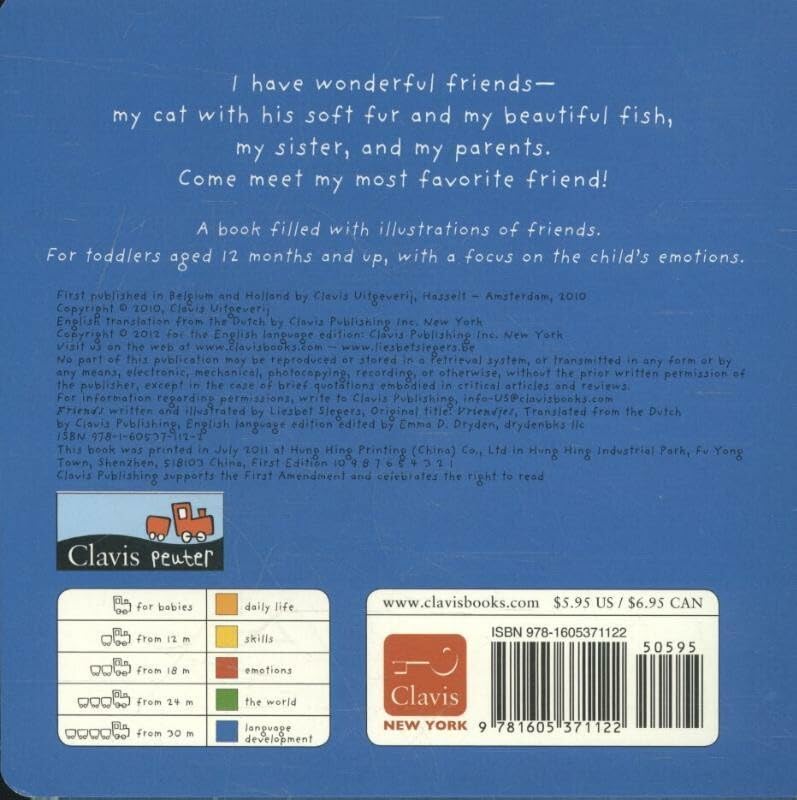 I have wonderful friends—
my cat with his soft fur and my beautiful fish,
my sister, and my parents.
Come meet my most favorite friend!
A book filled with illustrations of friends.
For toddlers aged 12 months and up, with a focus on the child's emotions.
First published in Belgium and Holland by Clavis Uitgeverij, Hasselt – Amsterdam, 2010
Copyright © 2010, Clavis Uitgeverij
English translation from the Dutch by Clavis Publishing Inc. New York
Copyright © 2012 for the English language edition: Clavis Publishing Inc. New York
Visit us on the web at www.clavisbooks.com – www.liesbetslegers.be
No part of this publication may be reproduced or stored in a retrieval system, or transmitted in any form or by
any means, electronic, mechanical, photocopying, recording, or otherwise, without the prior written permission of
the publisher, except in the case of brief quotations embodied in critical articles and reviews.
For information regarding permissions, write to Clavis Publishing, info-US@clavisbooks.com
Friends written and illustrated by Liesbet Slegers, Original title: Vriendjes, Translated from the Dutch
by Clavis Publishing, English language edition edited by Emma D. Dryden, drydenbks llc
ISBN 978-1-60537-112-2
This book was printed in July 2011 at Hung Hing Printing (China) Co., Ltd in Hung Hing Industrial Park, Fu Yong
Town, Shenzhen, 518103 China, First Edition 10 9 8 7 6 5 4 3 2 1
Clavis Publishing supports the First Amendment and celebrates the right to read
Clavis peuter
for babies daily life
from 12 m skills
from 18 m emotions
from 24 m the world
from 30 m language
development
www.clavisbooks.com $5.95 US / $6.95 CAN
ISBN 978-1605371122
50595
Clavis
NEW YORK
9 781605 371122